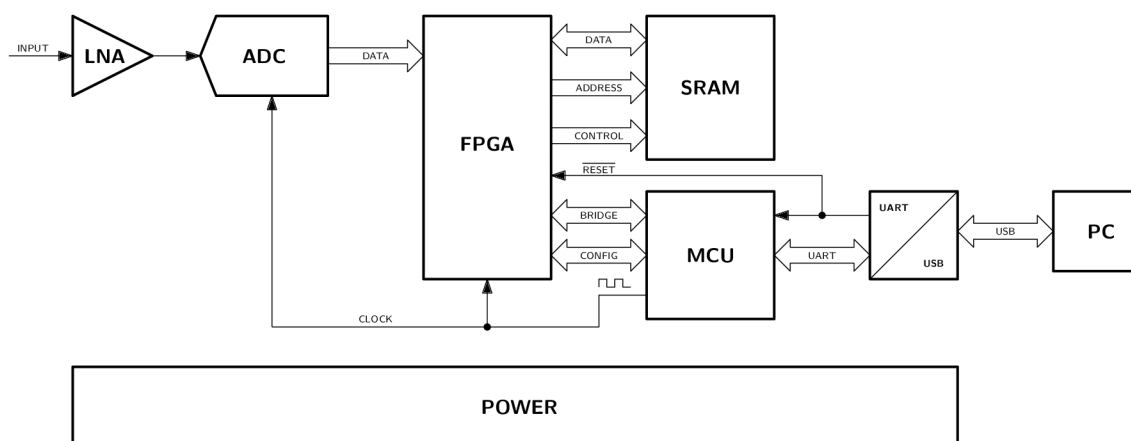 INPUT
LNA
ADC
DATA
FPGA
DATA
ADDRESS
CONTROL
SRAM
RESET
BRIDGE
CONFIG
MCU
UART
UART
USB
USB
PC
CLOCK
POWER